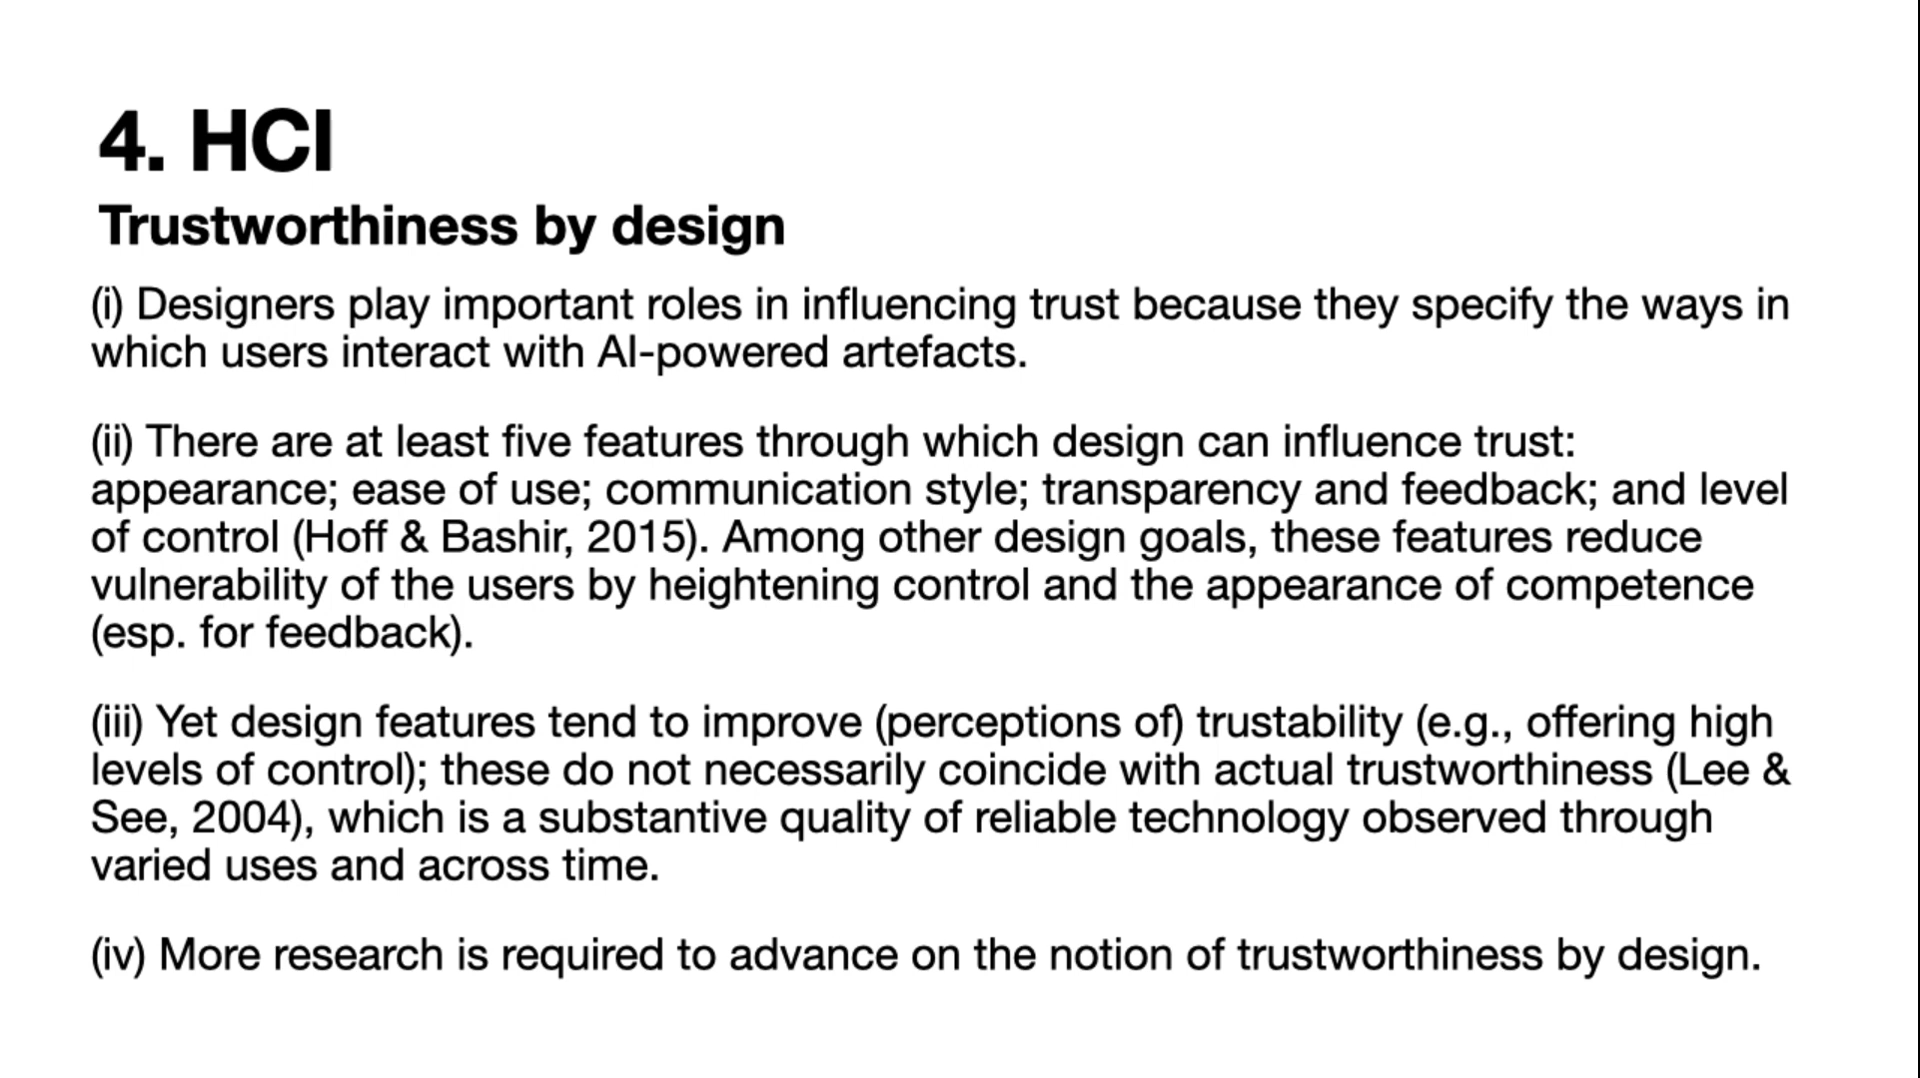 4. HCI
Trustworthiness by design
(i) Designers play important roles in influencing trust because they specify the ways in
which users interact with AI-powered artefacts.
(ii) There are at least five features through which design can influence trust:
appearance; ease of use; communication style; transparency and feedback; and level
of control (Hoff & Bashir, 2015). Among other design goals, these features reduce
vulnerability of the users by heightening control and the appearance of competence
(esp. for feedback).
(iii) Yet design features tend to improve (perceptions of) trustability (e.g., offering high
levels of control); these do not necessarily coincide with actual trustworthiness (Lee &
See, 2004), which is a substantive quality of reliable technology observed through
varied uses and across time.
(iv) More research is required to advance on the notion of trustworthiness by design.